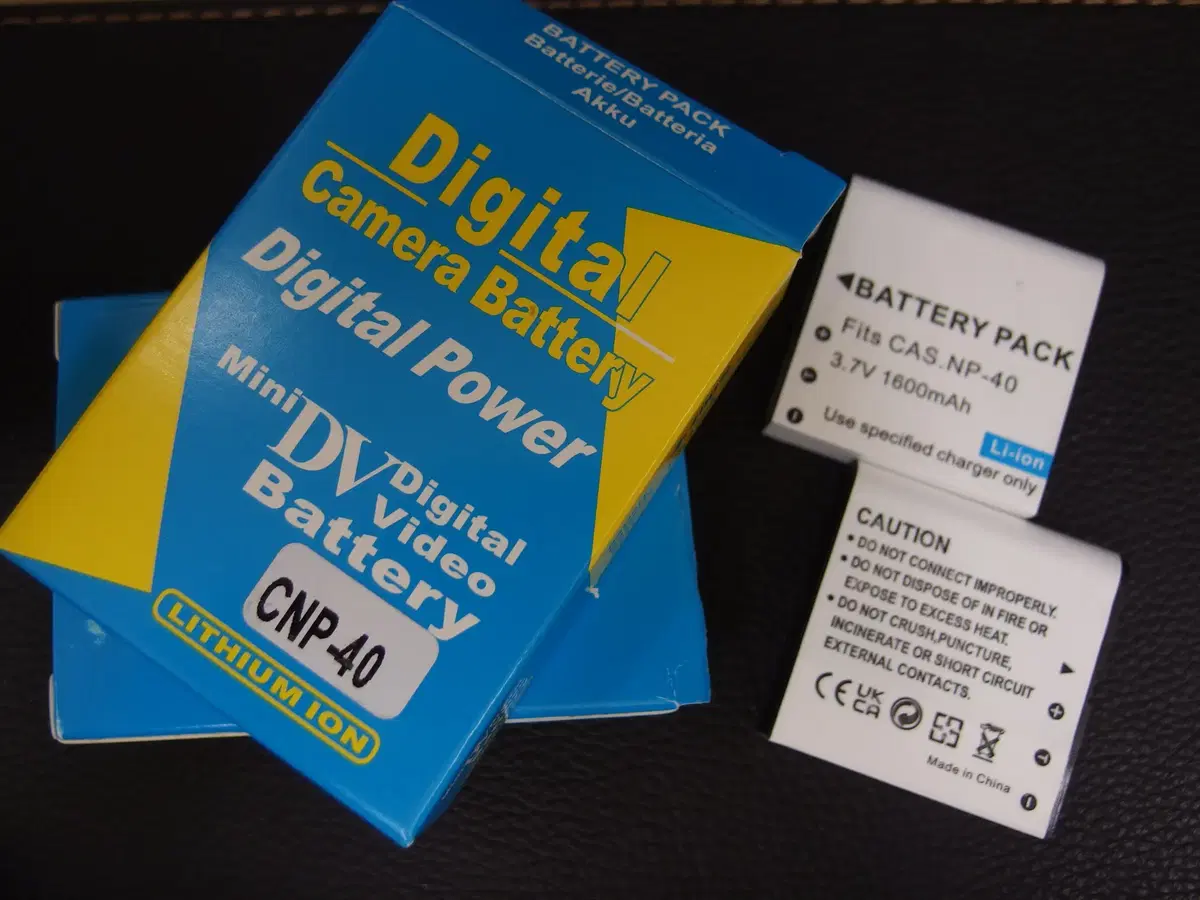 BATTERY PACK
Batterie/Batteria
Akku
Digital
Camera Battery
Digital Power
Mini DV Digital
Video
Battery
CNP-40
LITHIUM ION
BATTERY PACK
Fits CAS.NP-40
3.7V 1600mAh
Use specified charger only
Li-ion
+
T
-
CAUTION
• DO NOT CONNECT IMPROPERLY.
• DO NOT DISPOSE OF IN FIRE OR
EXPOSE TO EXCESS HEAT.
• DO NOT CRUSH,PUNCTURE,
INCINERATE OR SHORT CIRCUIT
EXTERNAL CONTACTS.
CE UK
CA
Made in China
+
T
-